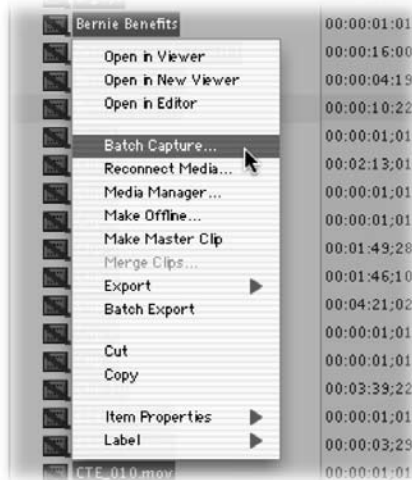 Bernie Benefits 00:00:01:01
Open in Viewer 00:00:16:00
Open in New Viewer 00:00:04:19
Open in Editor 00:00:10:22
Batch Capture... 00:00:01;01
Reconnect Media... 00:02:13;01
Media Manager... 00:00:01;01
Make Offline... 00:00:01;01
Make Master Clip 00:01:49;28
Merge Clips...
Export 00:01:46;10
Batch Export 00:04:21;02
00:00:01;01
Cut 00:00:01;01
Copy
00:03:39;22
Item Properties 00:00:01;01
Label 00:00:03;29
CTE_010.mov 00:00:01;01